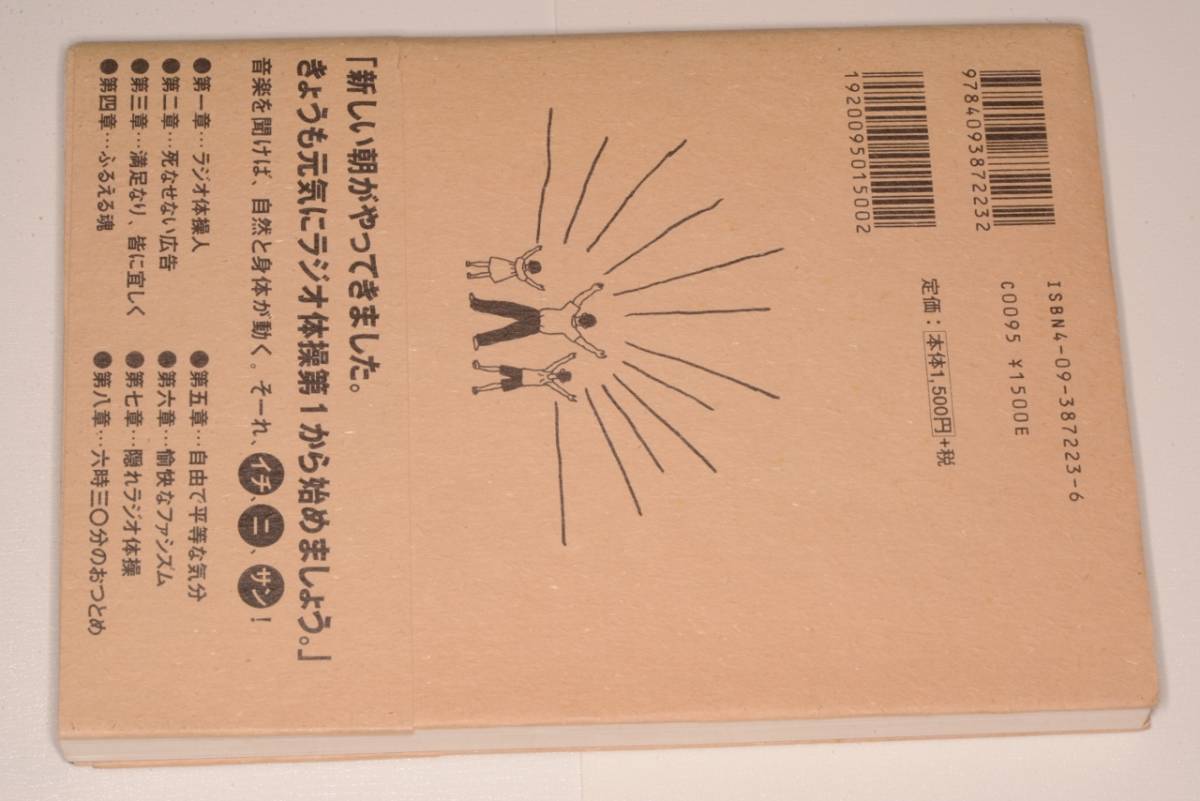 9784093872232
1920095015002
ISBN4-09-387223-6
C0095 ¥1500E
定価：本体1,500円+税
「新しい朝がやってきました。
きょうも元気にラジオ体操第1から始めましょう。」
音楽を聞けば、自然と身体が動く。そーれ、イチ、ニ、サン！
●第一章…ラジオ体操人
●第二章…死なせない広告
●第三章…満足なり、皆に宜しく
●第四章…ふるえる魂
●第五章…自由で平等な気分
●第六章…愉快なファシズム
●第七章…隠れラジオ体操
●第八章…六時三〇分のおつとめ